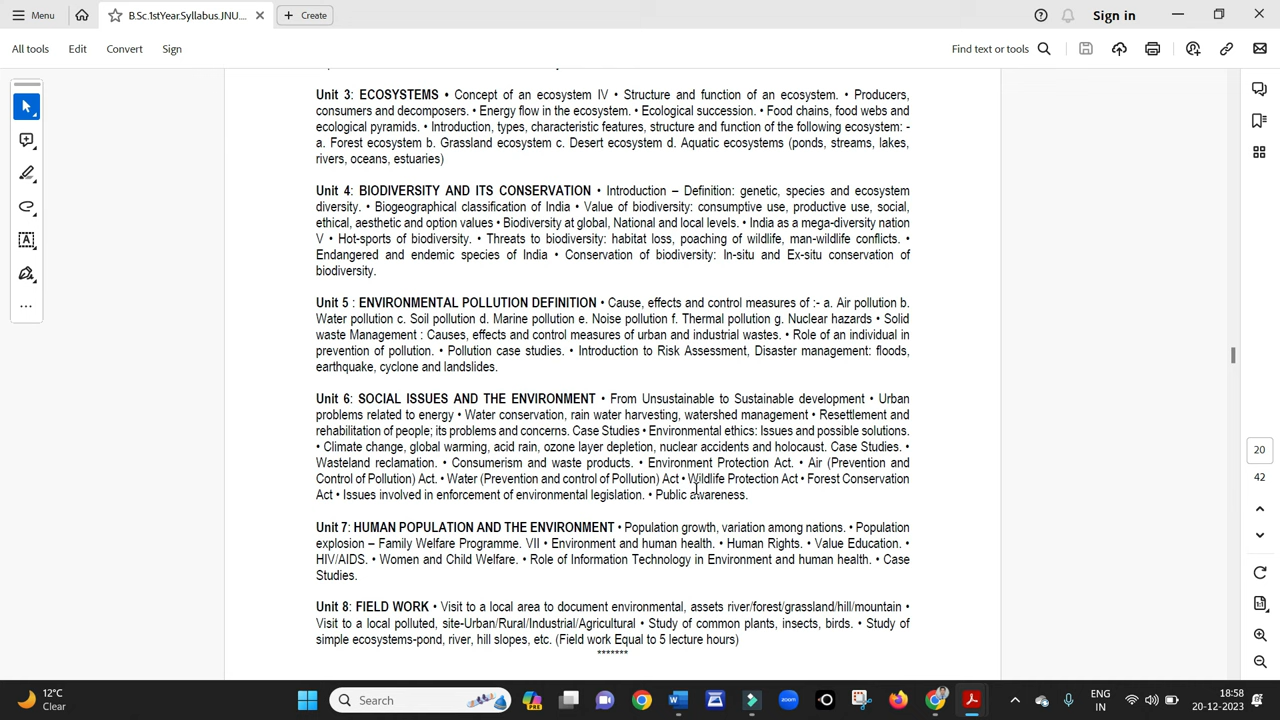 Menu
B.Sc.1stYear.Syllabus.JNU....
Create
Sign in
All tools Edit Convert Sign
Find text or tools
Unit 3: ECOSYSTEMS • Concept of an ecosystem IV • Structure and function of an ecosystem. • Producers,
consumers and decomposers. • Energy flow in the ecosystem. • Ecological succession. • Food chains, food webs and
ecological pyramids. • Introduction, types, characteristic features, structure and function of the following ecosystem: -
a. Forest ecosystem b. Grassland ecosystem c. Desert ecosystem d. Aquatic ecosystems (ponds, streams, lakes,
rivers, oceans, estuaries)
Unit 4: BIODIVERSITY AND ITS CONSERVATION • Introduction – Definition: genetic, species and ecosystem
diversity. • Biogeographical classification of India • Value of biodiversity: consumptive use, productive use, social,
ethical, aesthetic and option values • Biodiversity at global, National and local levels. • India as a mega-diversity nation
V • Hot-sports of biodiversity. • Threats to biodiversity: habitat loss, poaching of wildlife, man-wildlife conflicts. •
Endangered and endemic species of India • Conservation of biodiversity: In-situ and Ex-situ conservation of
biodiversity.
Unit 5 : ENVIRONMENTAL POLLUTION DEFINITION • Cause, effects and control measures of :- a. Air pollution b.
Water pollution c. Soil pollution d. Marine pollution e. Noise pollution f. Thermal pollution g. Nuclear hazards • Solid
waste Management : Causes, effects and control measures of urban and industrial wastes. • Role of an individual in
prevention of pollution. • Pollution case studies. • Introduction to Risk Assessment, Disaster management: floods,
earthquake, cyclone and landslides.
Unit 6: SOCIAL ISSUES AND THE ENVIRONMENT • From Unsustainable to Sustainable development • Urban
problems related to energy • Water conservation, rain water harvesting, watershed management • Resettlement and
rehabilitation of people; its problems and concerns. Case Studies • Environmental ethics: Issues and possible solutions.
• Climate change, global warming, acid rain, ozone layer depletion, nuclear accidents and holocaust. Case Studies. •
Wasteland reclamation. • Consumerism and waste products. • Environment Protection Act. • Air (Prevention and
Control of Pollution) Act. • Water (Prevention and control of Pollution) Act • Wildlife Protection Act • Forest Conservation
Act • Issues involved in enforcement of environmental legislation. • Public awareness.
Unit 7: HUMAN POPULATION AND THE ENVIRONMENT • Population growth, variation among nations. • Population
explosion – Family Welfare Programme. VII • Environment and human health. • Human Rights. • Value Education. •
HIV/AIDS. • Women and Child Welfare. • Role of Information Technology in Environment and human health. • Case
Studies.
Unit 8: FIELD WORK • Visit to a local area to document environmental, assets river/forest/grassland/hill/mountain •
Visit to a local polluted, site-Urban/Rural/Industrial/Agricultural • Study of common plants, insects, birds. • Study of
simple ecosystems-pond, river, hill slopes, etc. (Field work Equal to 5 lecture hours)
*******
20
42
12°C
Clear
Search
PRE
zoom
ENG
IN
18:58
20-12-2023